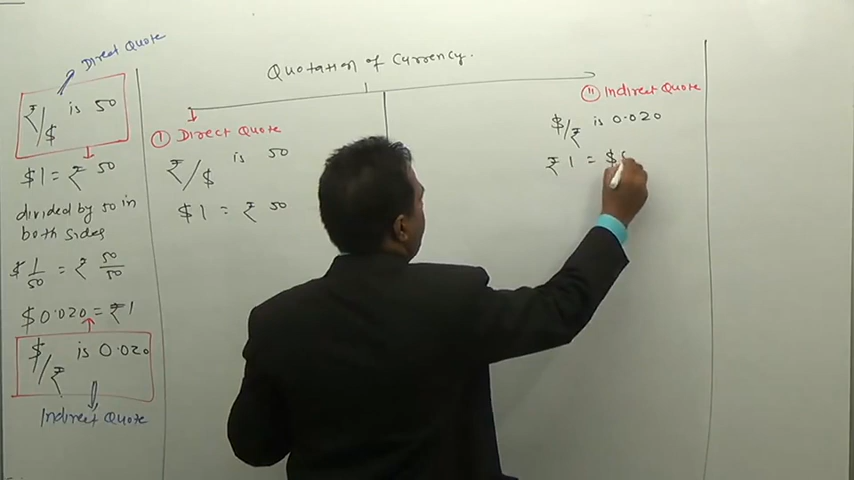 Direct Quote
₹/$ is 50
$1 = ₹ 50
divided by 50 in
both sides
$ 1/50 = ₹ 50/50
$0.020 = ₹1
$/₹ is 0.020
Indirect Quote
Quotation of Currency.
I Direct Quote
₹/$ is 50
$1 = ₹ 50
II Indirect Quote
$/₹ is 0.020
₹ 1 = $